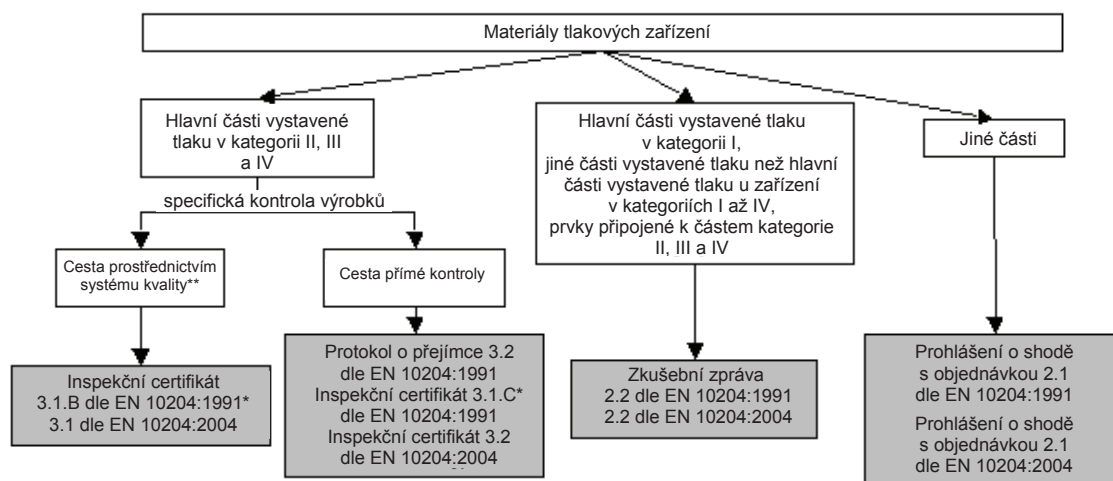 Materiály tlakových zařízení
Hlavní části vystavené
tlaku v kategorii II, III
a IV
Hlavní části vystavené tlaku
v kategorii I,
jiné části vystavené tlaku než hlavní
části vystavené tlaku u zařízení
v kategoriích I až IV,
prvky připojené k částem kategorie
II, III a IV
Jiné části
specifická kontrola výrobků
Cesta prostřednictvím
systému kvality**
Cesta přímé kontroly
Inspekční certifikát
3.1.B dle EN 10204:1991*
3.1 dle EN 10204:2004
Protokol o přejímce 3.2
dle EN 10204:1991
Inspekční certifikát 3.1.C*
dle EN 10204:1991
Inspekční certifikát 3.2
dle EN 10204:2004
Zkušební zpráva
2.2 dle EN 10204:1991
2.2 dle EN 10204:2004
Prohlášení o shodě
s objednávkou 2.1
dle EN 10204:1991
Prohlášení o shodě
s objednávkou 2.1
dle EN 10204:2004